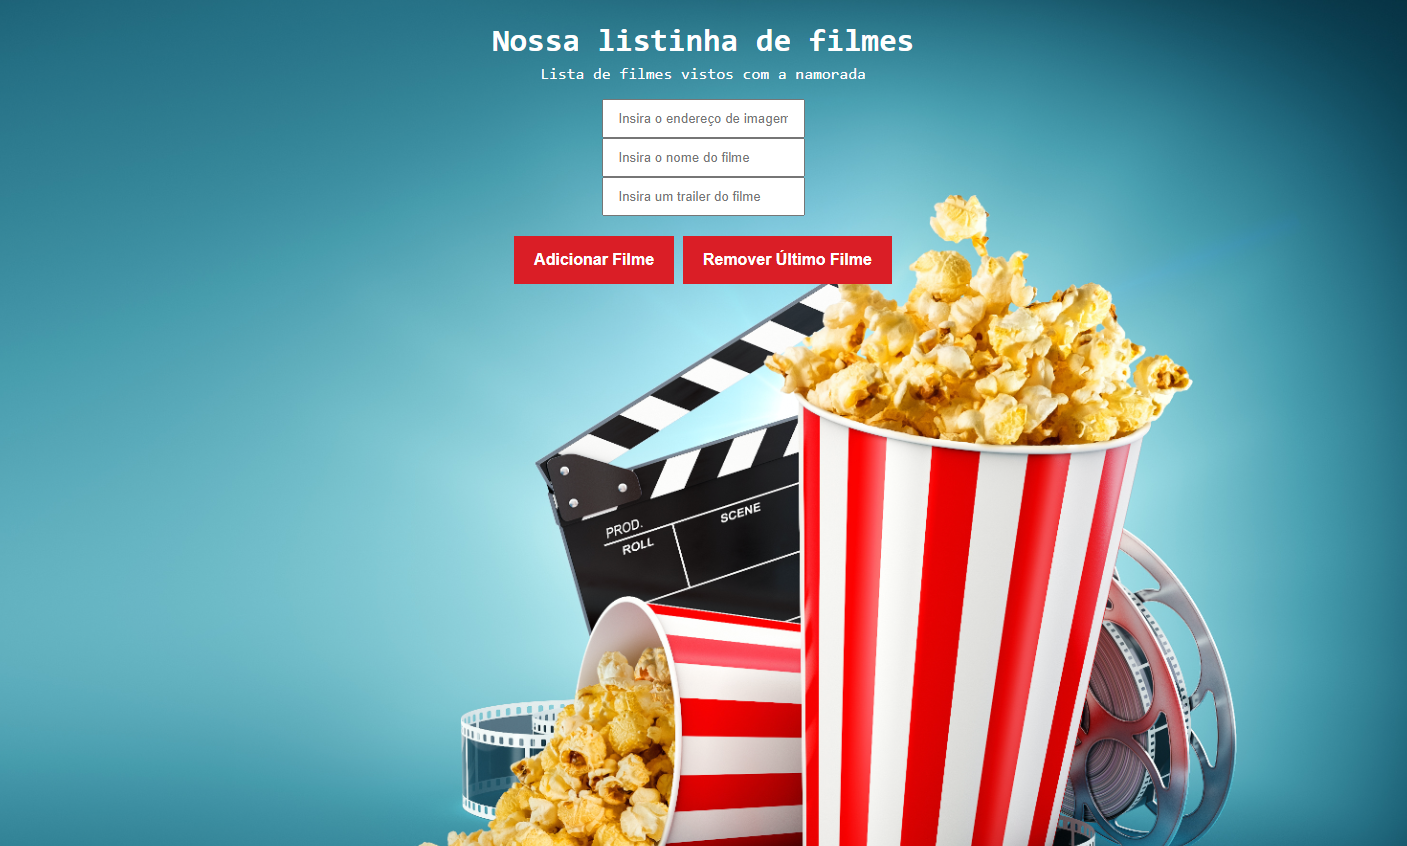 Nossa listinha de filmes
Lista de filmes vistos com a namorada
Insira o endereço de imagem
Insira o nome do filme
Insira um trailer do filme
Adicionar Filme Remover Último Filme
PROD.
ROLL SCENE